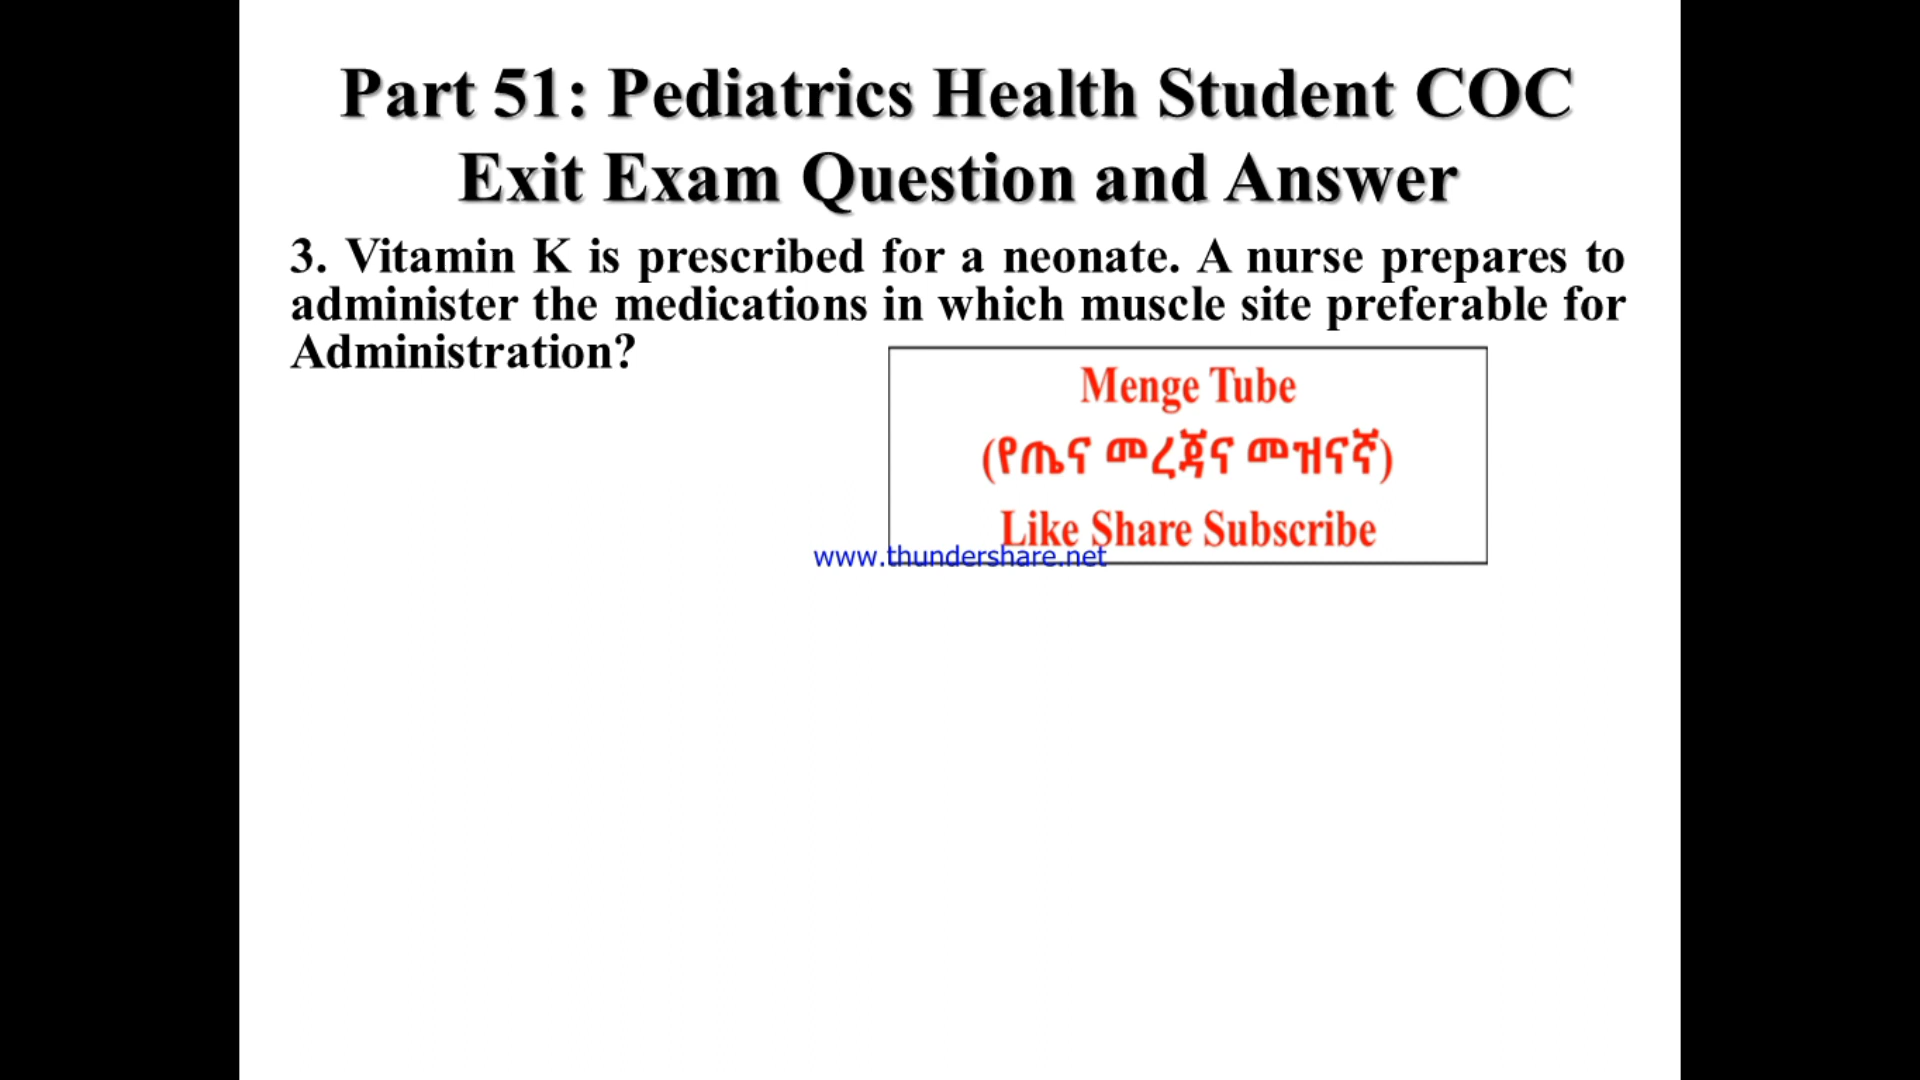 Part 51: Pediatrics Health Student COC
Exit Exam Question and Answer
3. Vitamin K is prescribed for a neonate. A nurse prepares to
administer the medications in which muscle site preferable for
Administration?
Menge Tube
(የጤና መረጃና መዝናኛ)
Like Share Subscribe
www.thundershare.net